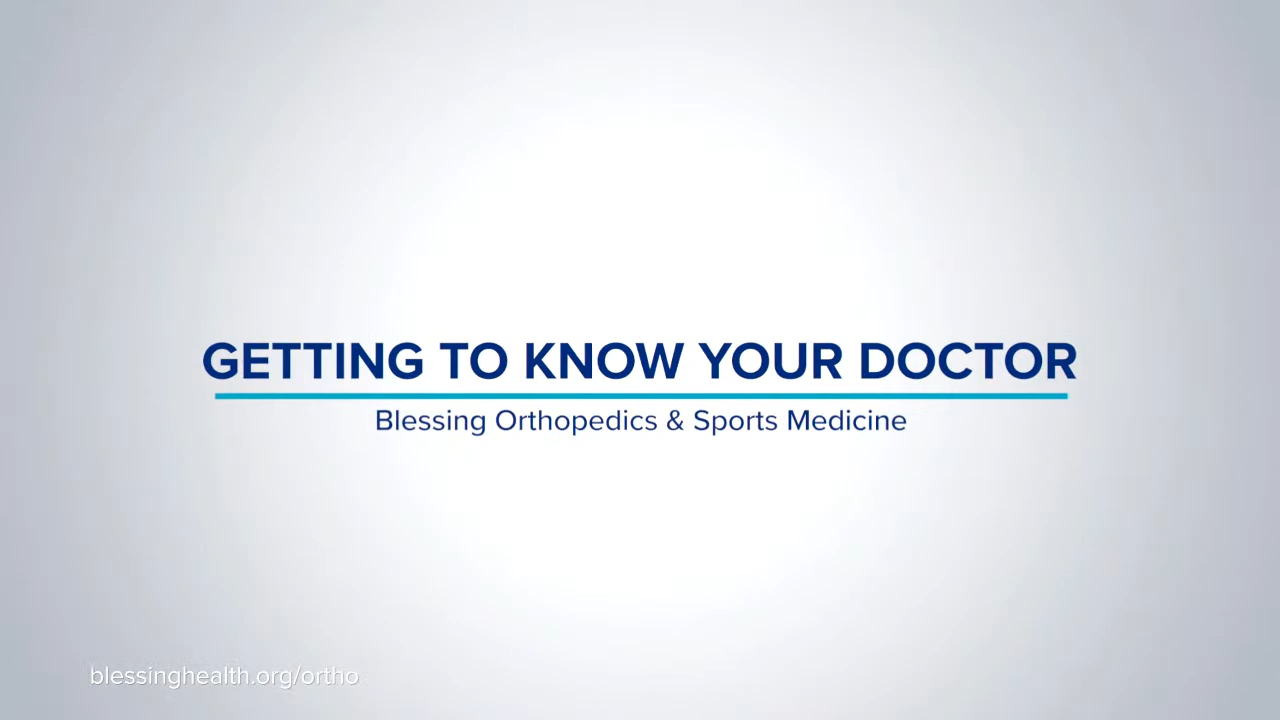 GETTING TO KNOW YOUR DOCTOR
Blessing Orthopedics & Sports Medicine
blessinghealth.org/ortho